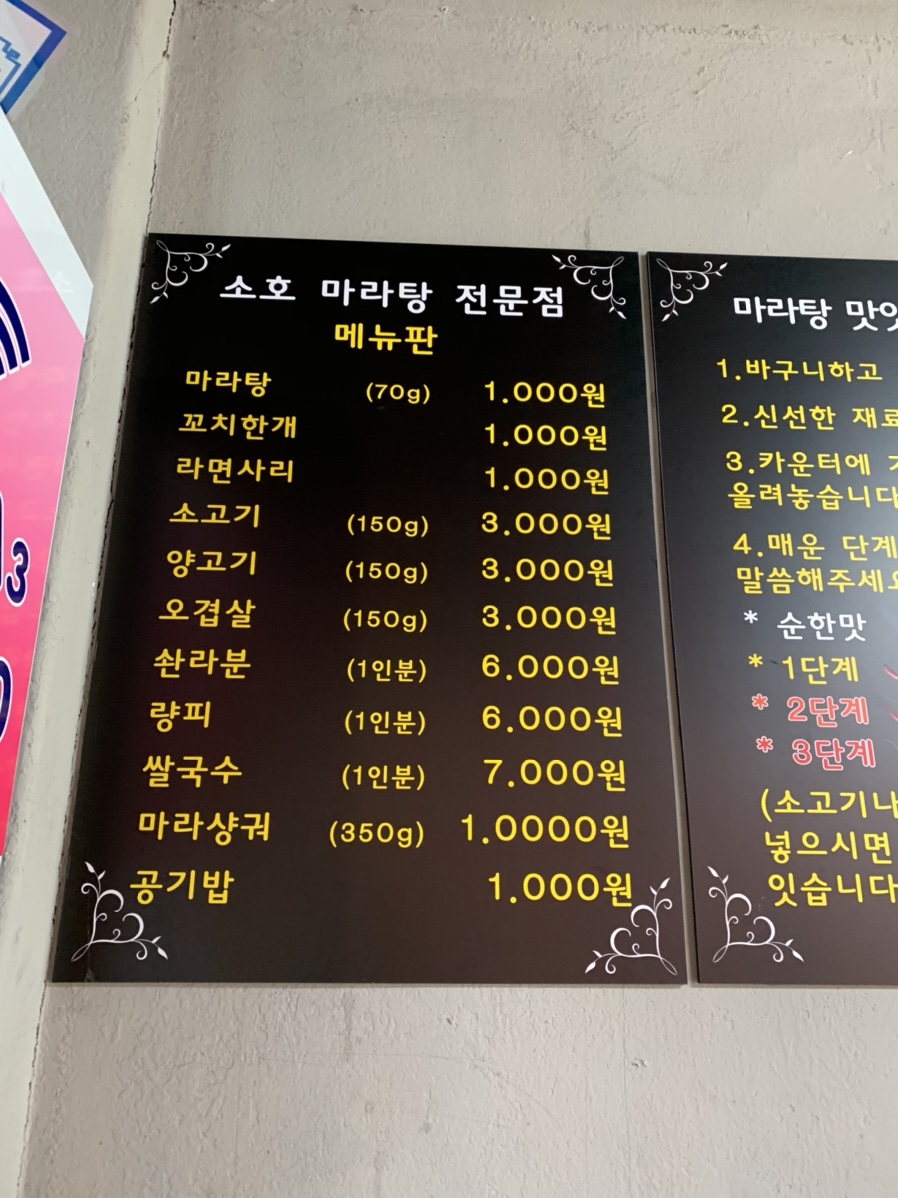 소호 마라탕 전문점
메뉴판
마라탕 (70g) 1.000원
꼬치한개 1.000원
라면사리 1.000원
소고기 (150g) 3.000원
양고기 (150g) 3.000원
오겹살 (150g) 3.000원
솬라분 (1인분) 6.000원
량피 (1인분) 6.000원
쌀국수 (1인분) 7.000원
마라샹궈 (350g) 1.0000원
공기밥 1.000원
마라탕
1.바구니하고
2.신선한
3.카운터에
올려놓습니다
4.매운 단계
말씀해주세요
* 순한맛
* 1단계
* 2단계
* 3단계
(소고기나
넣으시면
잇습니다
3